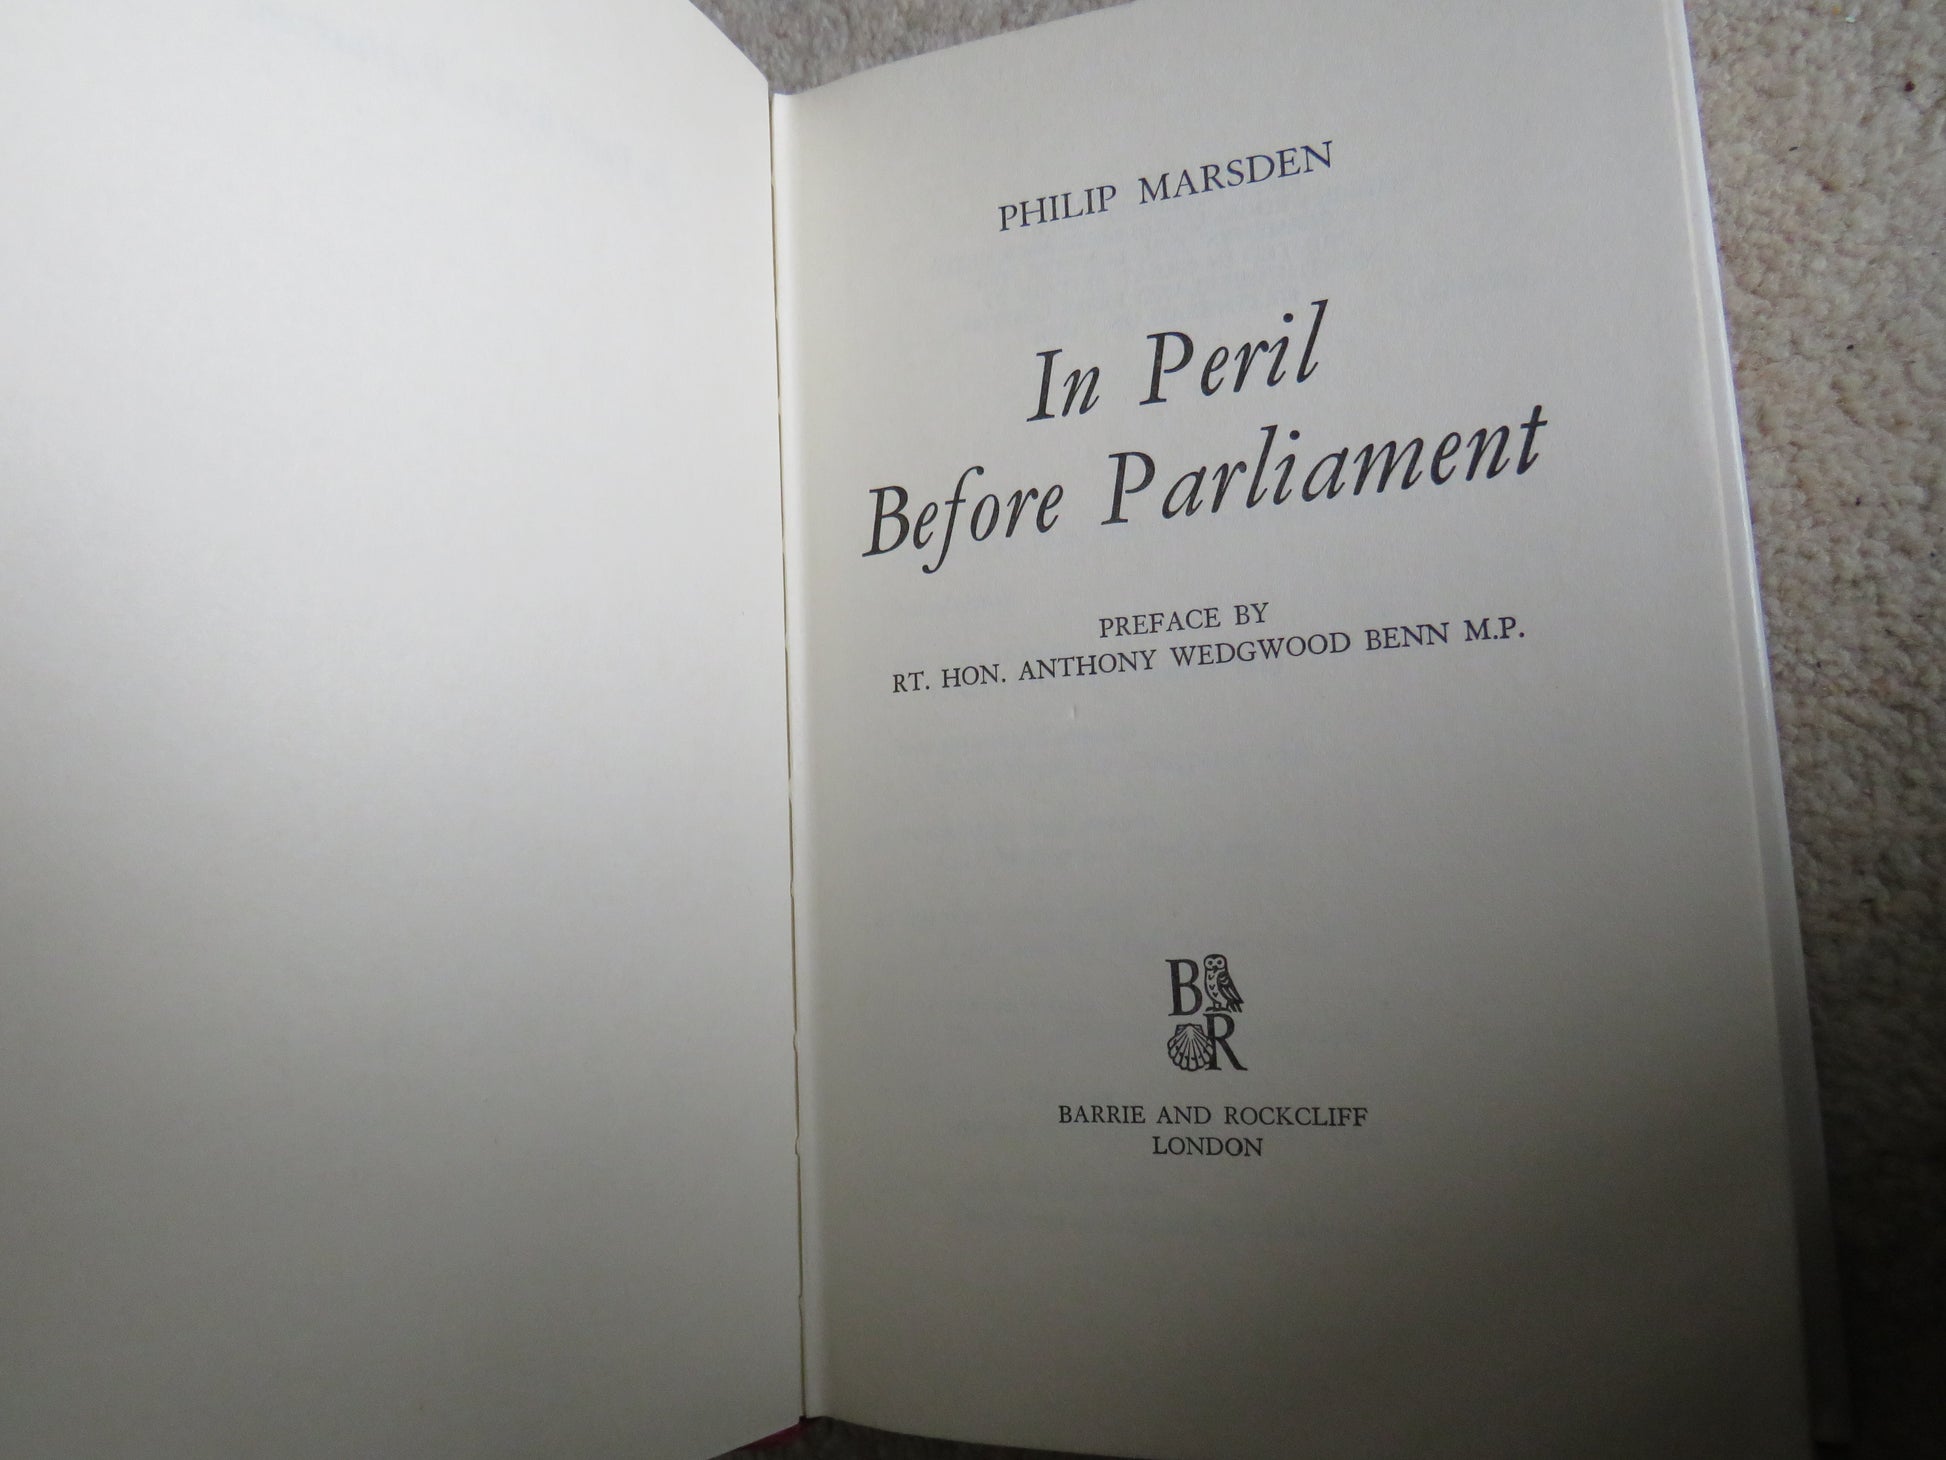 PHILIP MARSDEN
In Peril
Before Parliament
PREFACE BY
RT. HON. ANTHONY WEDGWOOD BENN M.P.
B
R
BARRIE AND ROCKCLIFF
LONDON